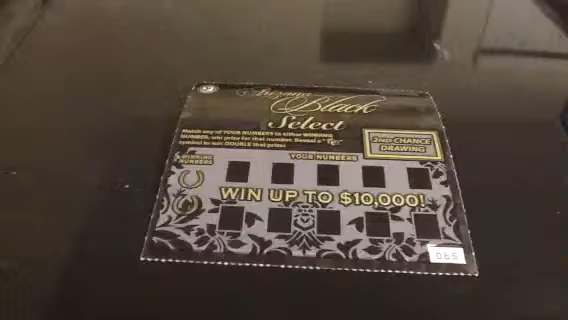 $2
Arizona
Black
Select
Match any of YOUR NUMBERS to either WINNING
NUMBER, win prize for that number. Reveal a "
symbol to win DOUBLE that prize!
2ND CHANCE
DRAWING
WINNING
NUMBERS
YOUR NUMBERS
WIN UP TO $10,000!
065